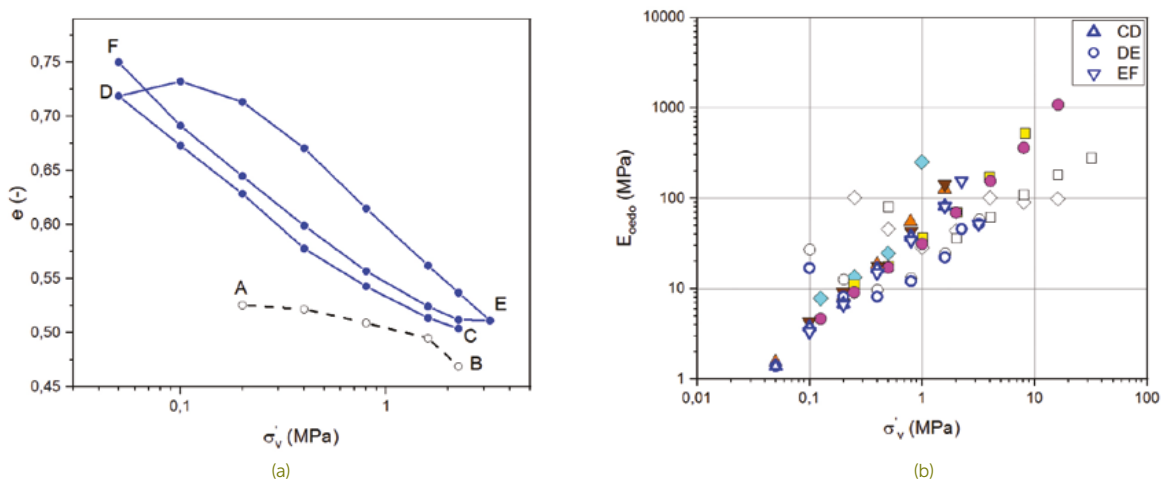 F
D
A
E
C
B
0,75
0,70
0,65
0,60
0,55
0,50
0,45
e (-)
0,1
1
σ'v (MPa)
(a)
10000
1000
100
10
1
Eoedo (MPa)
CD
DE
EF
0,01
0,1
1
10
100
σ'v (MPa)
(b)